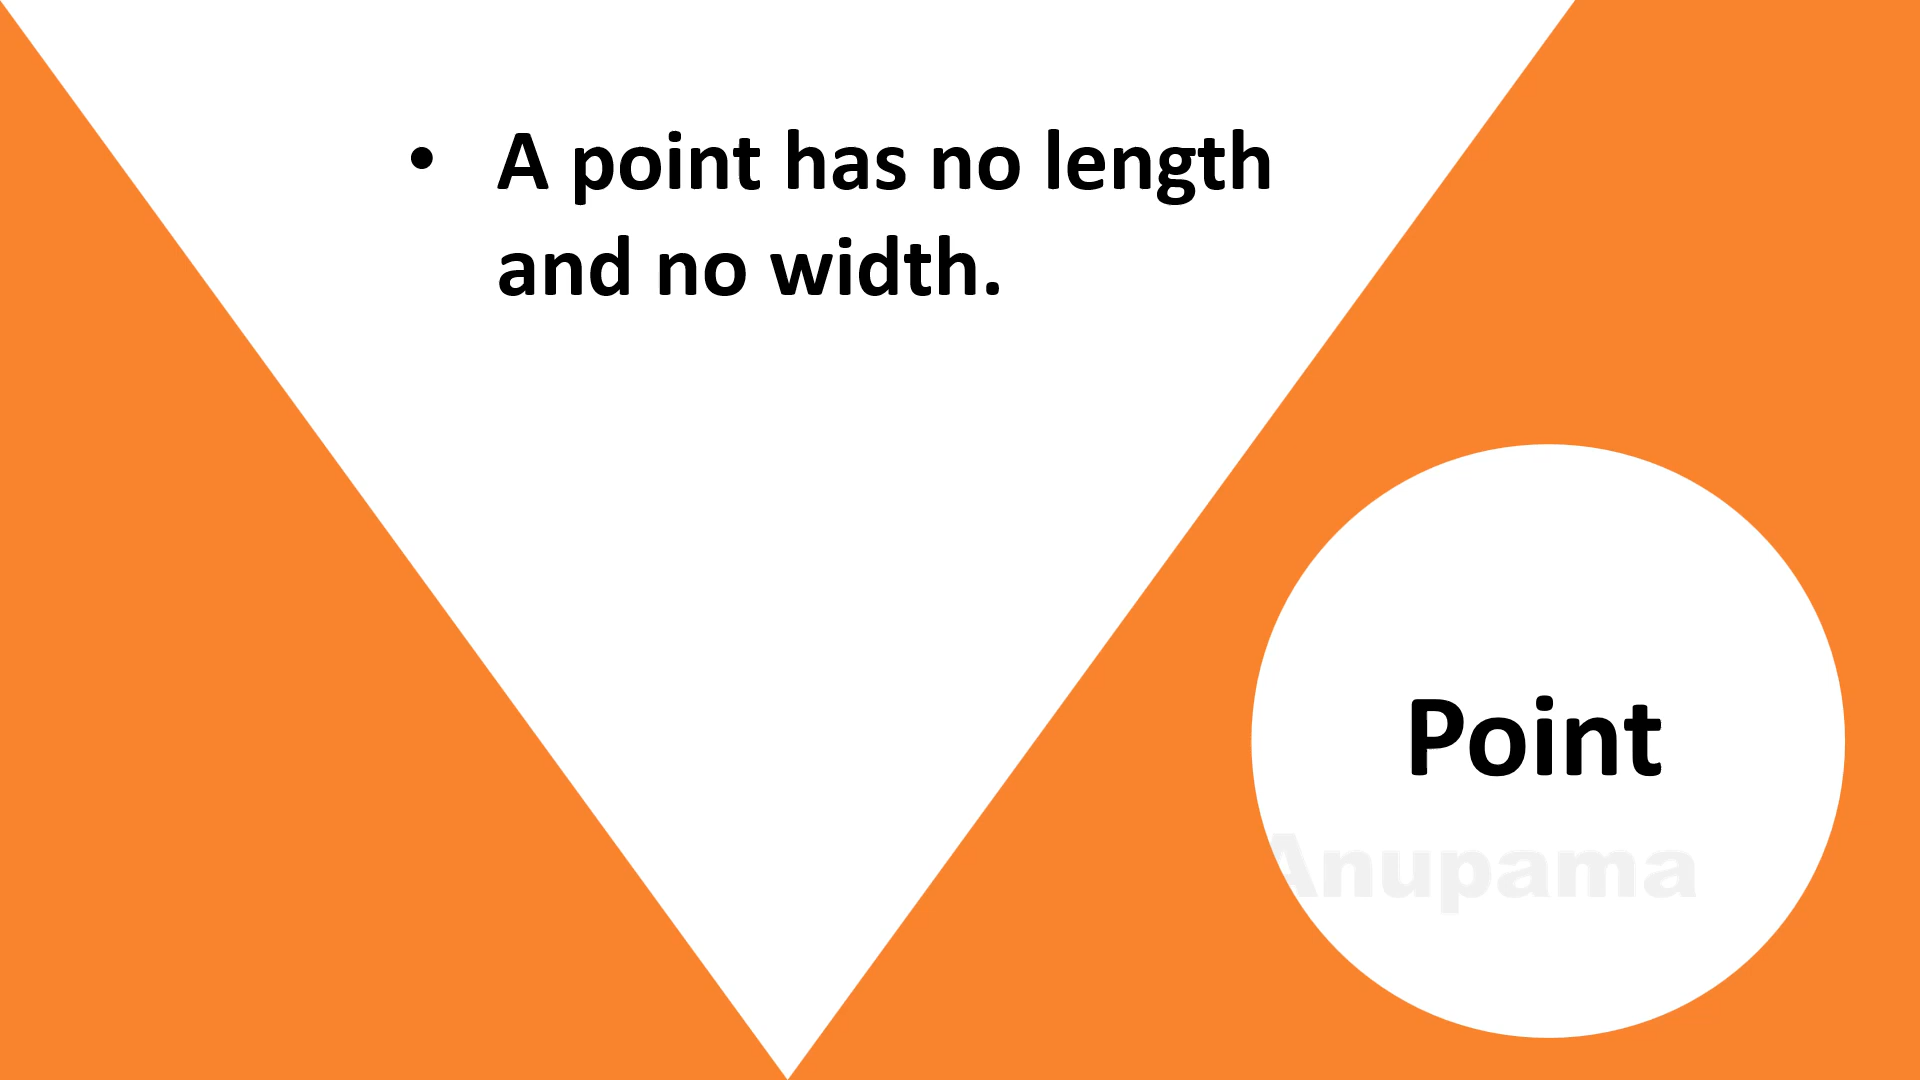 • A point has no length
and no width.
Point
Anupama